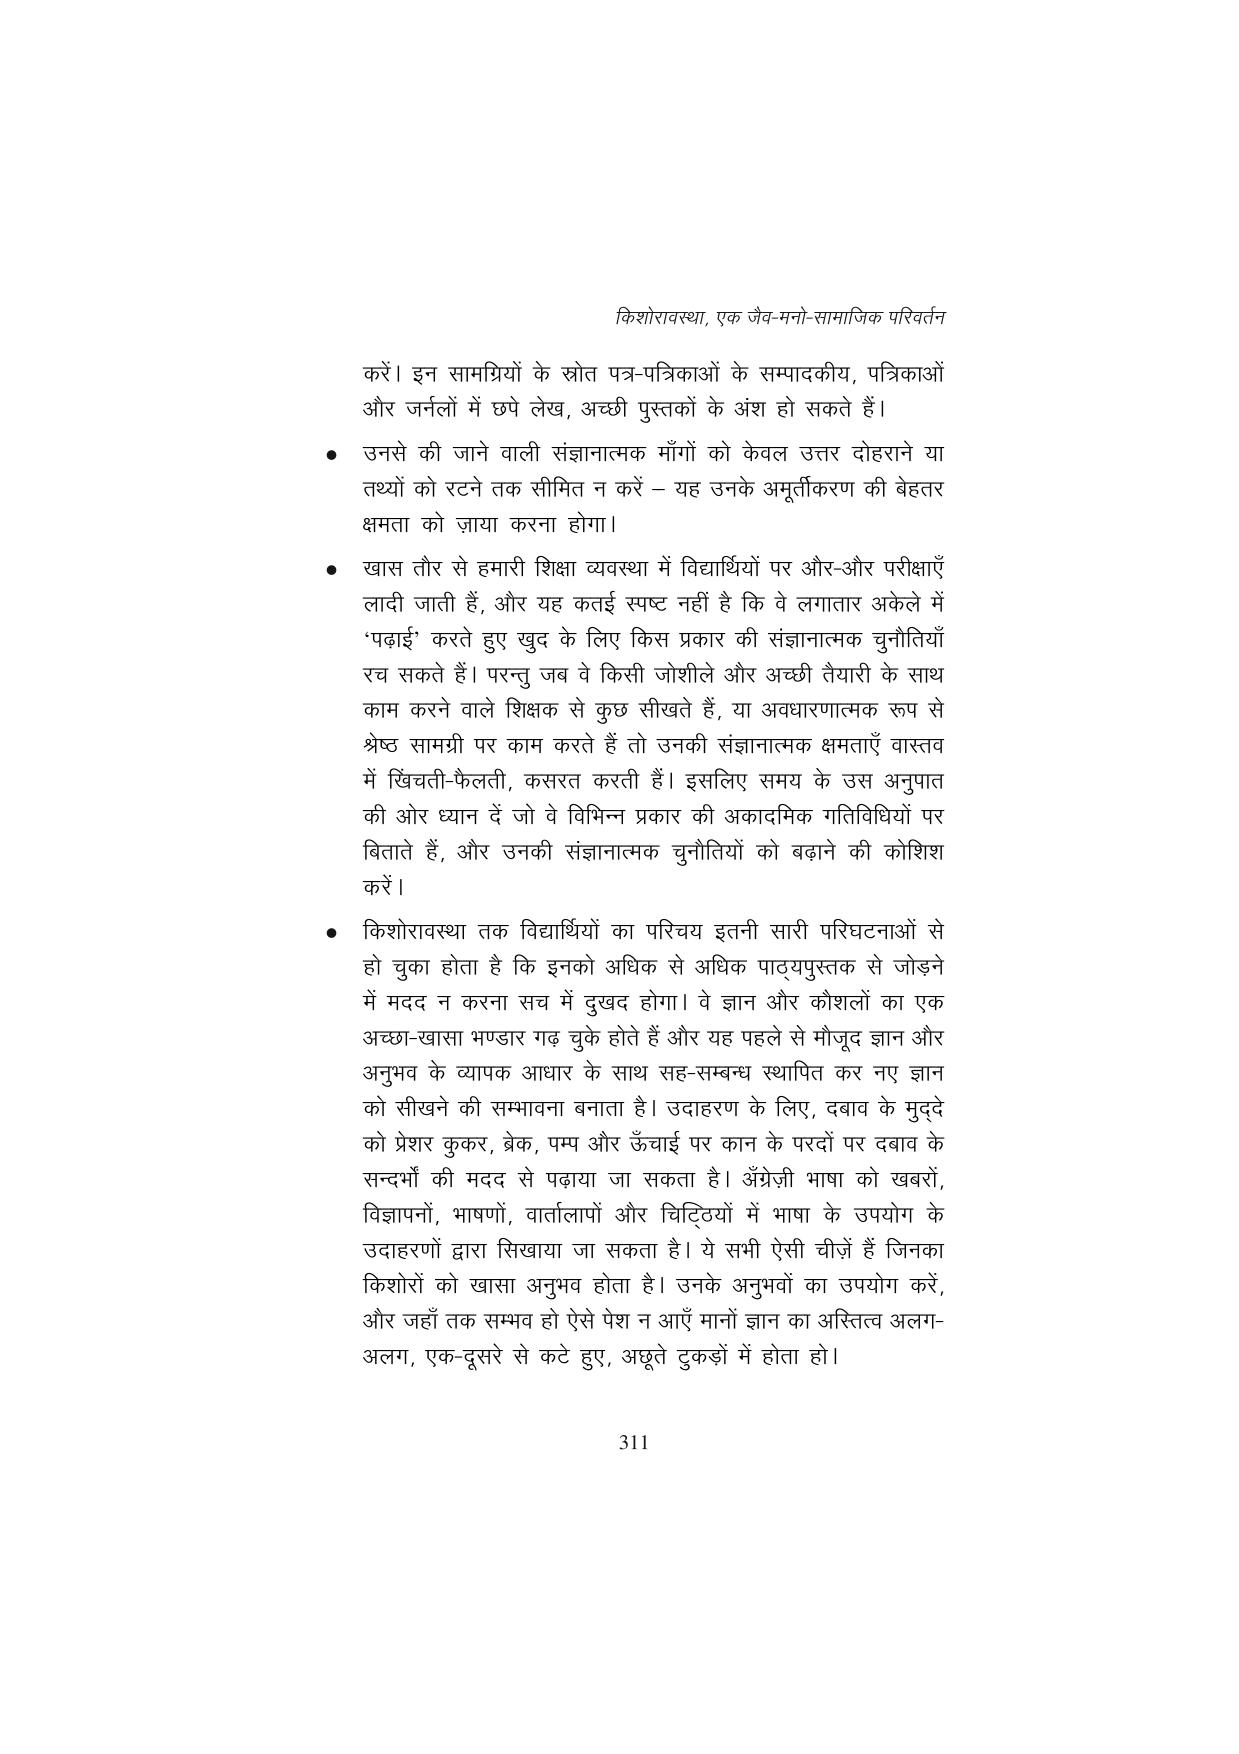 किशोरावस्था, एक जैव-मनो-सामाजिक परिवर्तन
करें। इन सामग्रियों के स्रोत पत्र-पत्रिकाओं के सम्पादकीय, पत्रिकाओं
और जर्नलों में छपे लेख, अच्छी पुस्तकों के अंश हो सकते हैं।
● उनसे की जाने वाली संज्ञानात्मक माँगों को केवल उत्तर दोहराने या
तथ्यों को रटने तक सीमित न करें – यह उनके अमूर्तीकरण की बेहतर
क्षमता को ज़ाया करना होगा।
● खास तौर से हमारी शिक्षा व्यवस्था में विद्यार्थियों पर और-और परीक्षाएँ
लादी जाती हैं, और यह कतई स्पष्ट नहीं है कि वे लगातार अकेले में
‘पढ़ाई’ करते हुए खुद के लिए किस प्रकार की संज्ञानात्मक चुनौतियाँ
रच सकते हैं। परन्तु जब वे किसी जोशीले और अच्छी तैयारी के साथ
काम करने वाले शिक्षक से कुछ सीखते हैं, या अवधारणात्मक रूप से
श्रेष्ठ सामग्री पर काम करते हैं तो उनकी संज्ञानात्मक क्षमताएँ वास्तव
में खिंचती-फैलती, कसरत करती हैं। इसलिए समय के उस अनुपात
की ओर ध्यान दें जो वे विभिन्न प्रकार की अकादमिक गतिविधियों पर
बिताते हैं, और उनकी संज्ञानात्मक चुनौतियों को बढ़ाने की कोशिश
करें।
● किशोरावस्था तक विद्यार्थियों का परिचय इतनी सारी परिघटनाओं से
हो चुका होता है कि इनको अधिक से अधिक पाठ्यपुस्तक से जोड़ने
में मदद न करना सच में दुखद होगा। वे ज्ञान और कौशलों का एक
अच्छा-खासा भण्डार गढ़ चुके होते हैं और यह पहले से मौजूद ज्ञान और
अनुभव के व्यापक आधार के साथ सह-सम्बन्ध स्थापित कर नए ज्ञान
को सीखने की सम्भावना बनाता है। उदाहरण के लिए, दबाव के मुद्दे
को प्रेशर कुकर, ब्रेक, पम्प और ऊँचाई पर कान के परदों पर दबाव के
सन्दर्भों की मदद से पढ़ाया जा सकता है। अँग्रेज़ी भाषा को खबरों,
विज्ञापनों, भाषणों, वार्तालापों और चिट्ठियों में भाषा के उपयोग के
उदाहरणों द्वारा सिखाया जा सकता है। ये सभी ऐसी चीज़ें हैं जिनका
किशोरों को खासा अनुभव होता है। उनके अनुभवों का उपयोग करें,
और जहाँ तक सम्भव हो ऐसे पेश न आएँ मानों ज्ञान का अस्तित्व अलग-
अलग, एक-दूसरे से कटे हुए, अछूते टुकड़ों में होता हो।
311